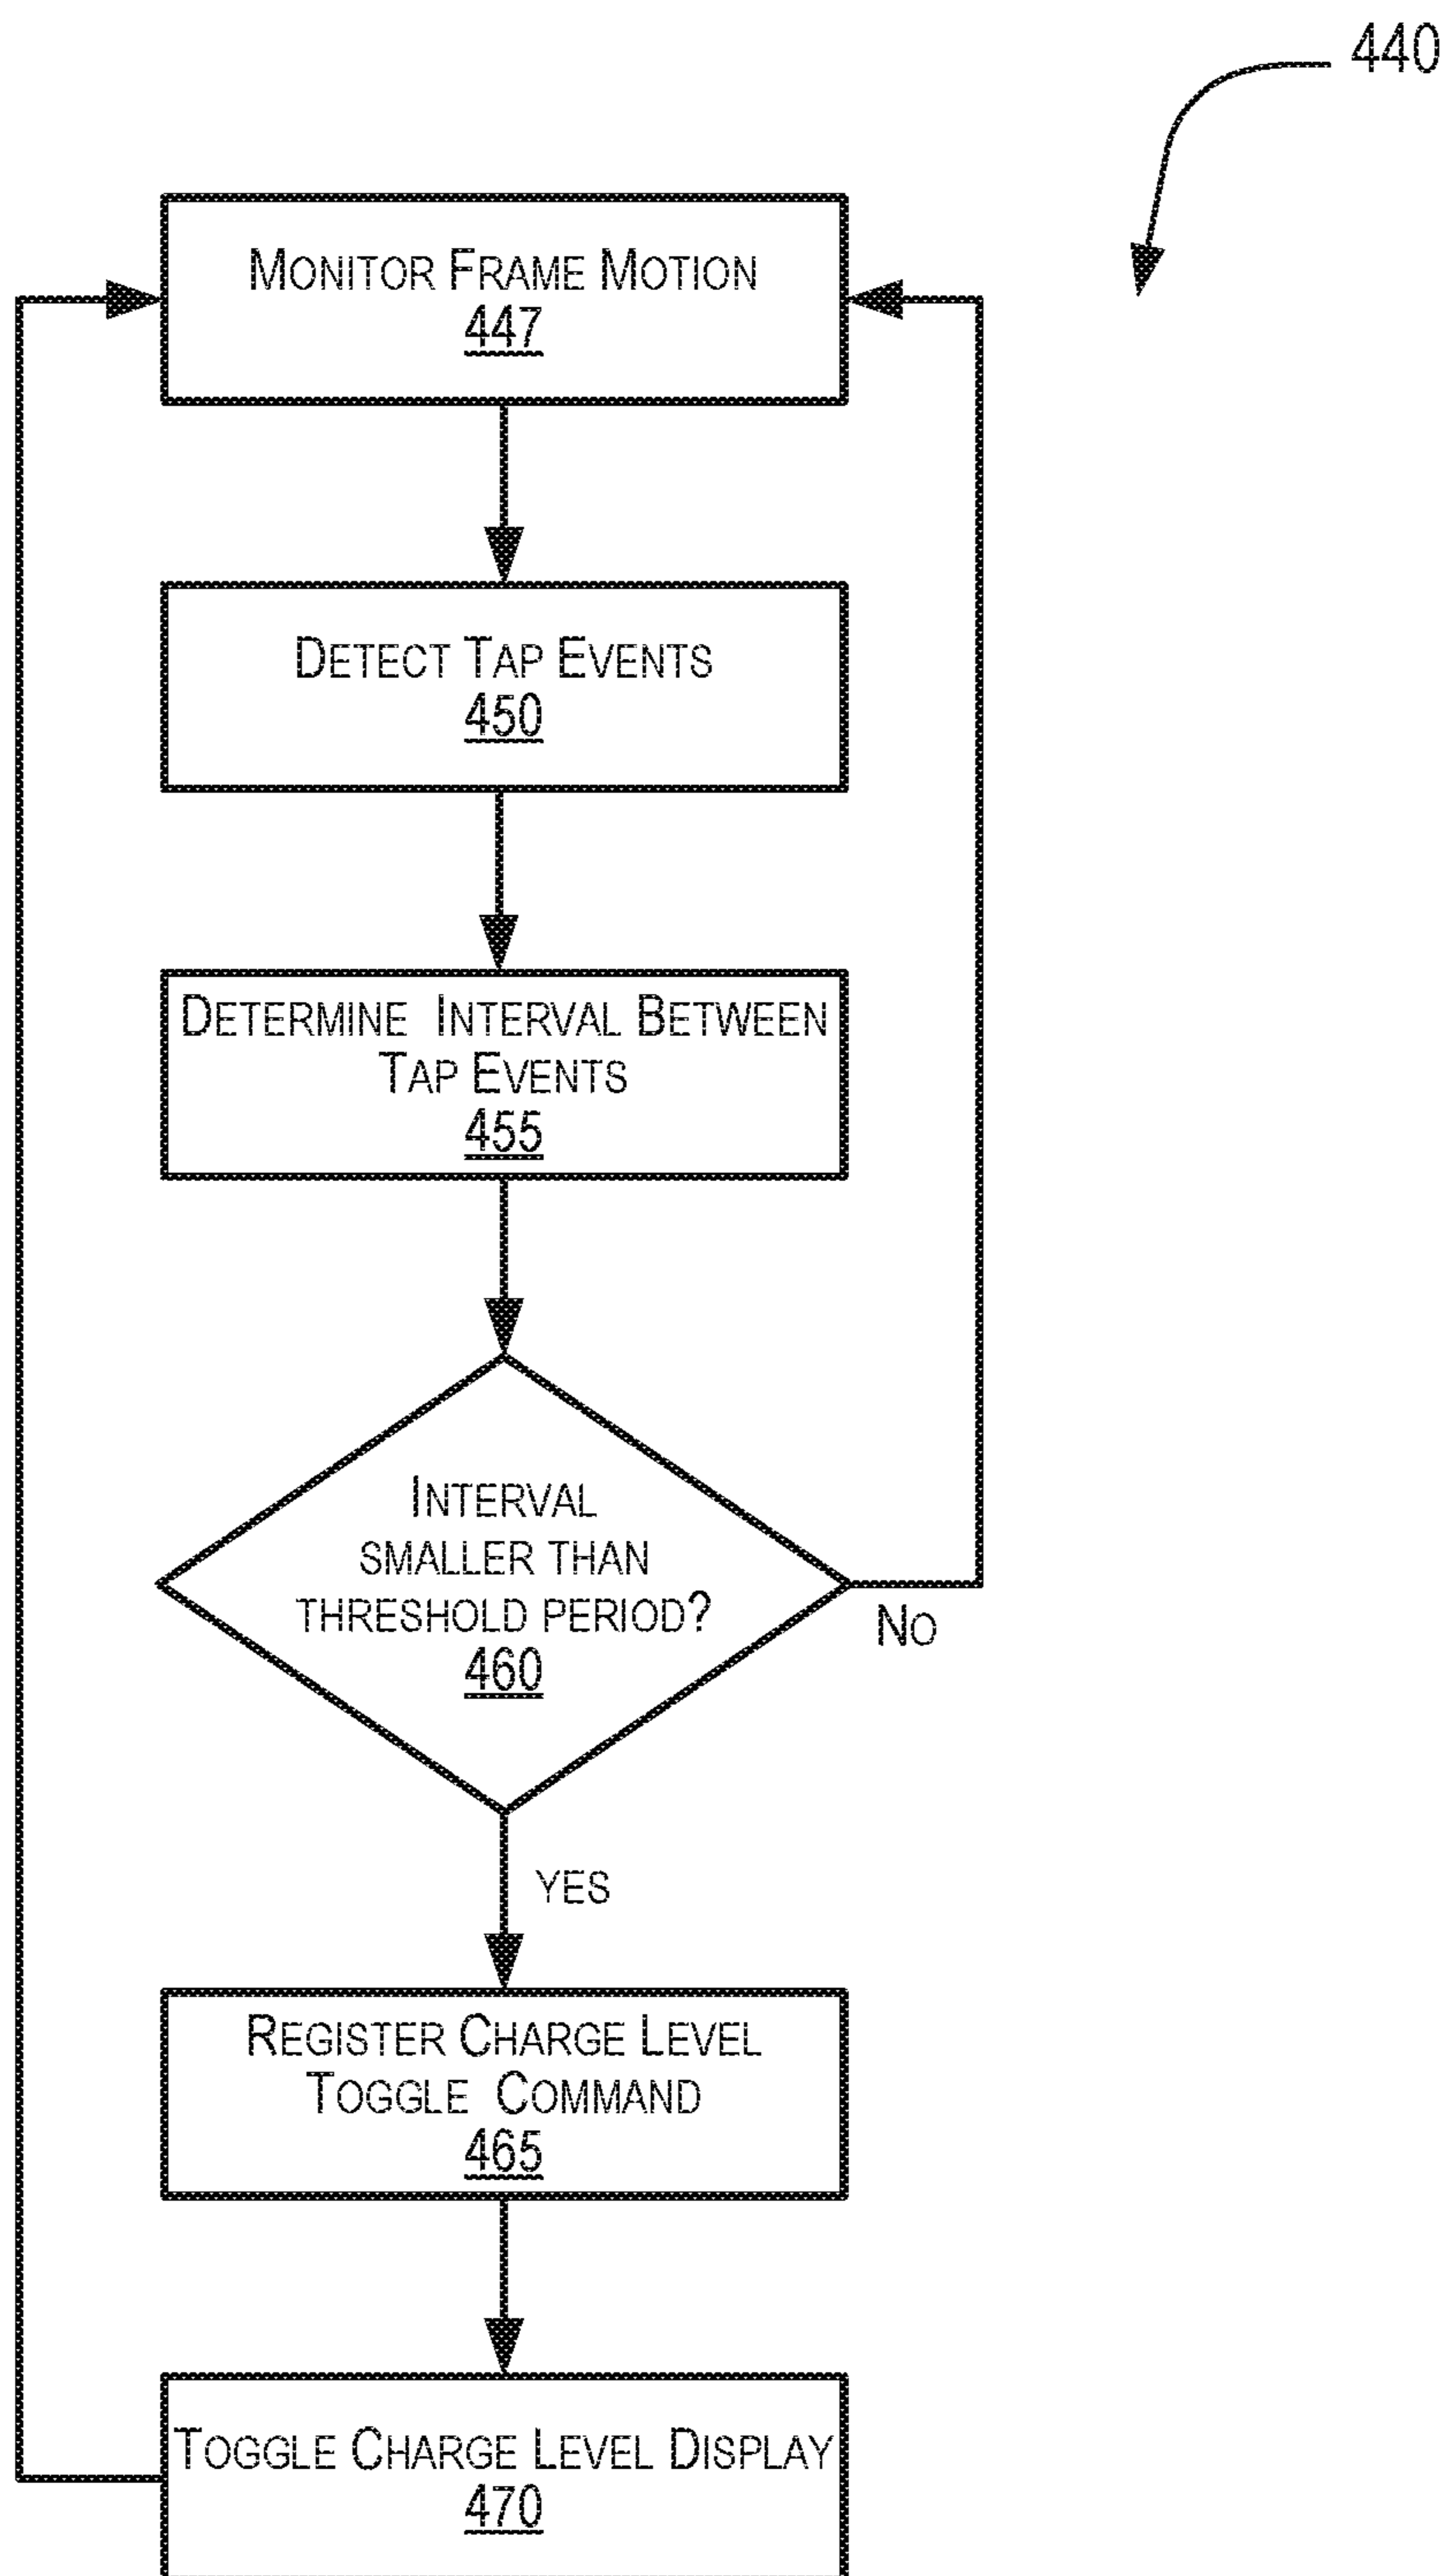 440
Monitor Frame Motion
447
Detect Tap Events
450
Determine Interval Between
Tap Events
455
Interval
smaller than
threshold period?
460
No
yes
Register Charge Level
Toggle Command
465
Toggle Charge Level Display
470